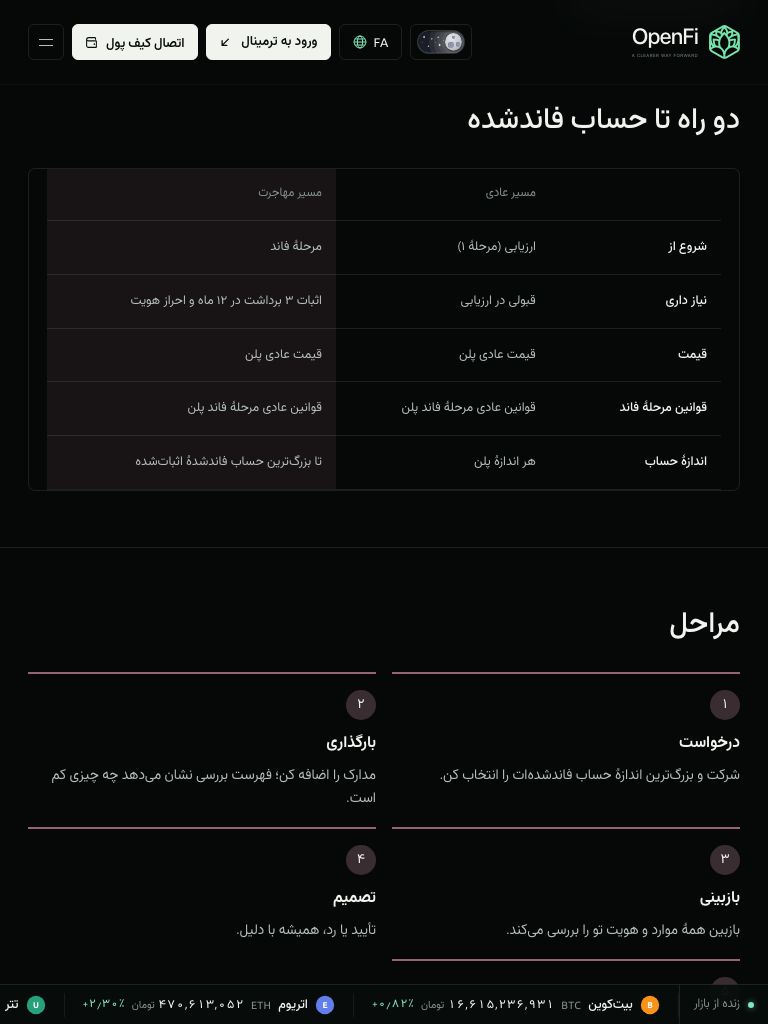 OpenFi
A CLEARER WAY FORWARD
FA
ورود به ترمینال
اتصال کیف پول
دو راه تا حساب فاندشده
مسیر عادی مسیر مهاجرت
شروع از ارزیابی (مرحلهٔ ۱) مرحلهٔ فاند
نیاز داری قبولی در ارزیابی اثبات ۳ برداشت در ۱۲ ماه و احراز هویت
قیمت قیمت عادی پلن قیمت عادی پلن
قوانین مرحلهٔ فاند قوانین عادی مرحلهٔ فاند پلن قوانین عادی مرحلهٔ فاند پلن
اندازهٔ حساب هر اندازهٔ پلن تا بزرگ‌ترین حساب فاندشدهٔ اثبات‌شده
مراحل
۱
درخواست
شرکت و بزرگ‌ترین اندازهٔ حساب فاندشده‌ات را انتخاب کن.
۲
بارگذاری
مدارک را اضافه کن؛ فهرست بررسی نشان می‌دهد چه چیزی کم
است.
۳
بازبینی
بازبین همهٔ موارد و هویت تو را بررسی می‌کند.
۴
تصمیم
تأیید یا رد، همیشه با دلیل.
زنده از بازار
B بیت‌کوین BTC ۱۶,۶۱۵,۲۳۶,۹۳۱ تومان +۰٫۸۲٪
E اتریوم ETH ۴۷۰,۶۱۳,۰۵۲ تومان +۲٫۳۰٪
U تتر